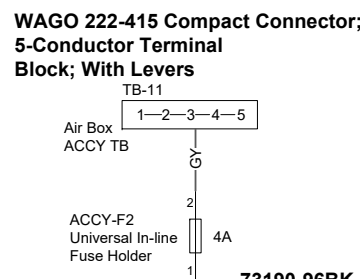 WAGO 222-415 Compact Connector;
5-Conductor Terminal
Block; With Levers
TB-11
1—2—3—4—5
Air Box
ACCY TB
GY
2
ACCY-F2
Universal In-line
Fuse Holder
4A
1